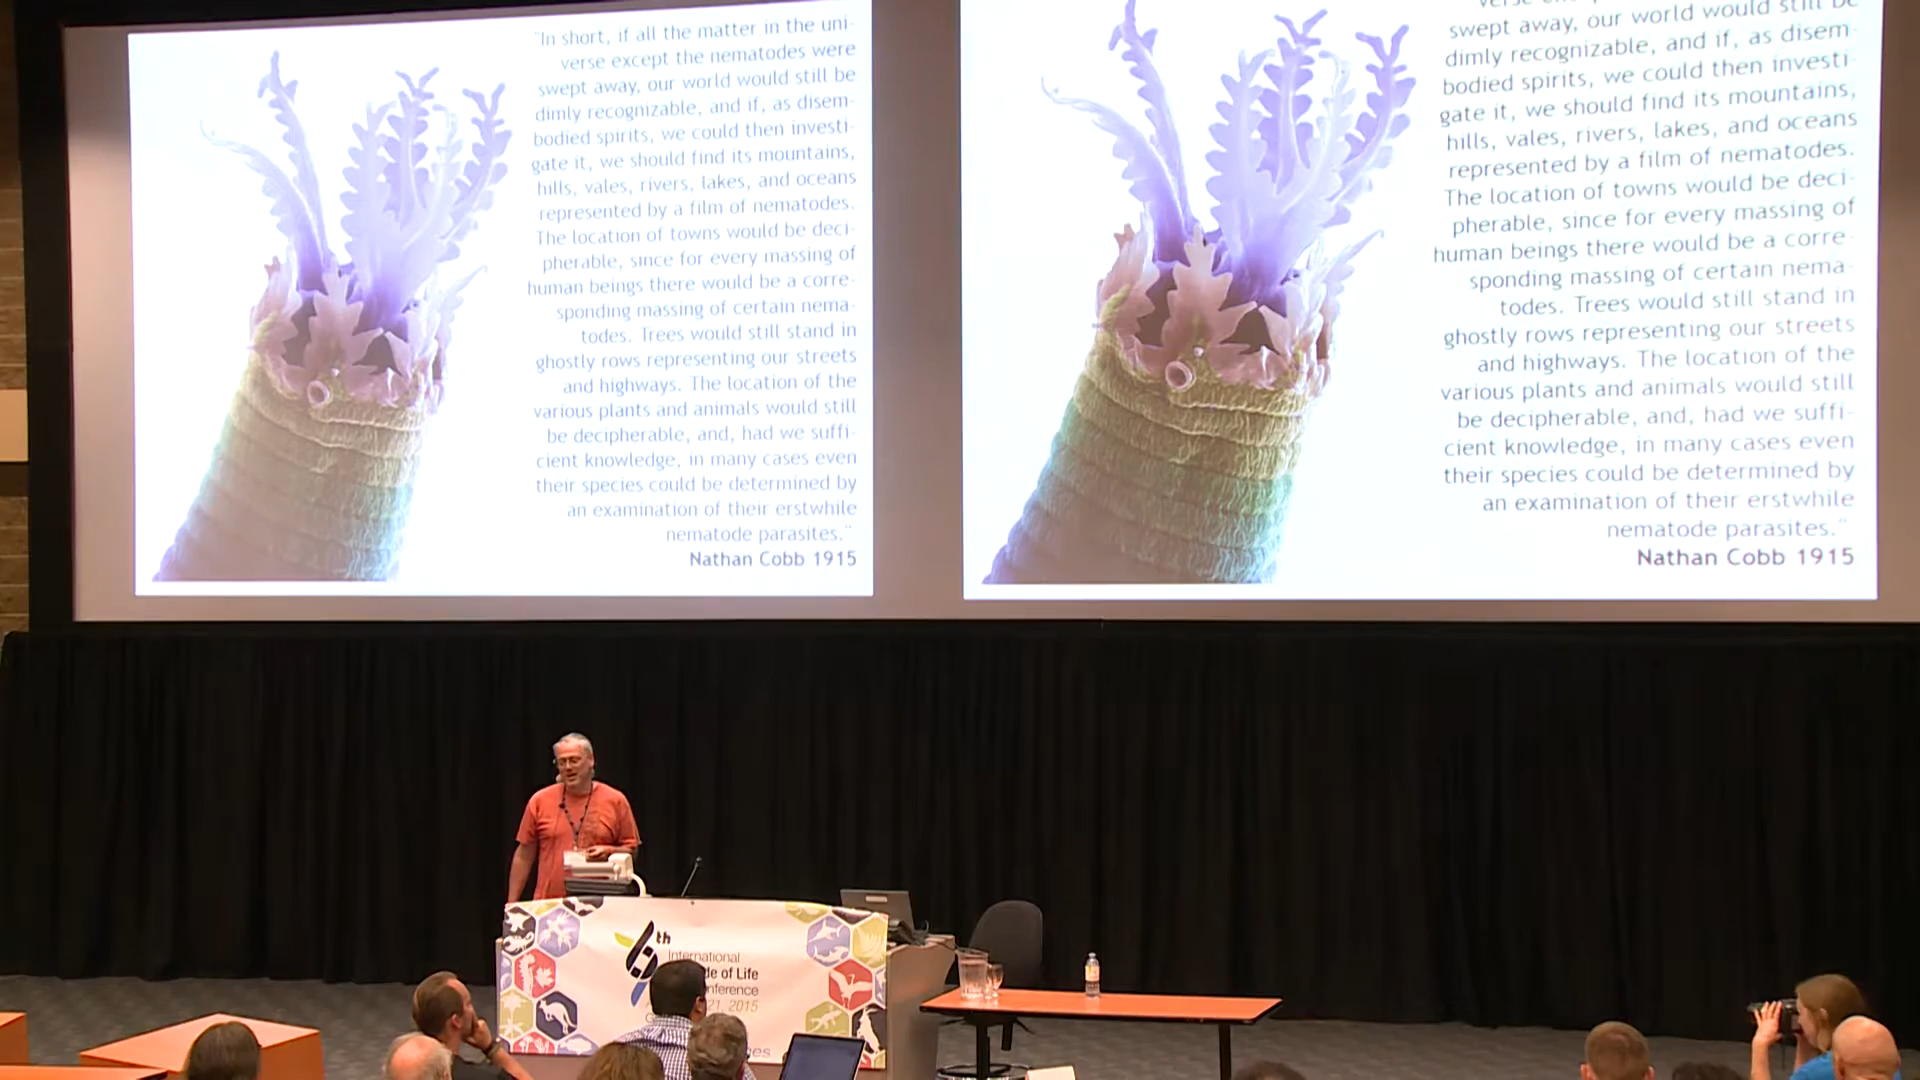 "In short, if all the matter in the uni-
verse except the nematodes were
swept away, our world would still be
dimly recognizable, and if, as disem-
bodied spirits, we could then investi-
gate it, we should find its mountains,
hills, vales, rivers, lakes, and oceans
represented by a film of nematodes.
The location of towns would be deci-
pherable, since for every massing of
human beings there would be a corre-
sponding massing of certain nema-
todes. Trees would still stand in
ghostly rows representing our streets
and highways. The location of the
various plants and animals would still
be decipherable, and, had we suffi-
cient knowledge, in many cases even
their species could be determined by
an examination of their erstwhile
nematode parasites."
Nathan Cobb 1915
swept away, our world would still be
dimly recognizable, and if, as disem-
bodied spirits, we could then investi-
gate it, we should find its mountains,
hills, vales, rivers, lakes, and oceans
represented by a film of nematodes.
The location of towns would be deci-
pherable, since for every massing of
human beings there would be a corre-
sponding massing of certain nema-
todes. Trees would still stand in
ghostly rows representing our streets
and highways. The location of the
various plants and animals would still
be decipherable, and, had we suffi-
cient knowledge, in many cases even
their species could be determined by
an examination of their erstwhile
nematode parasites."
Nathan Cobb 1915
6th
International
de of Life
nference
21, 2015